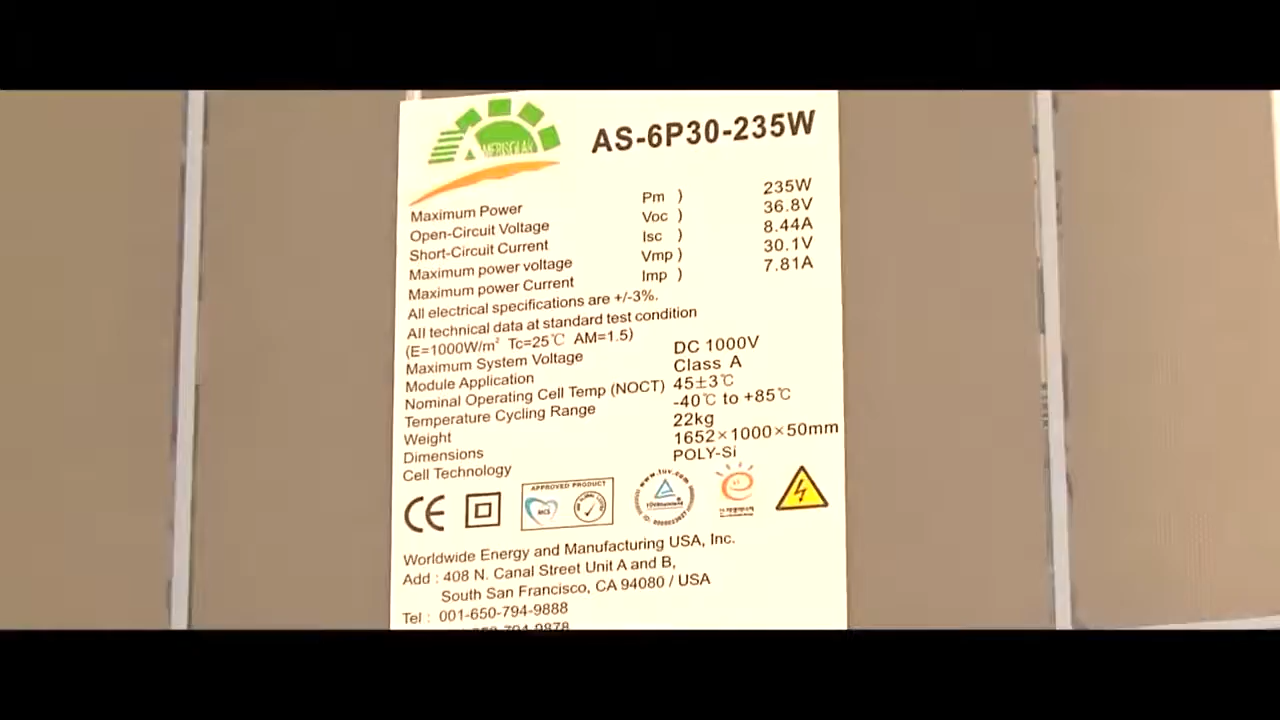 AMERISOLAR
AS-6P30-235W
Maximum Power Pm ) 235W
Open-Circuit Voltage Voc ) 36.8V
Short-Circuit Current Isc ) 8.44A
Maximum power voltage Vmp ) 30.1V
Maximum power Current Imp ) 7.81A
All electrical specifications are +/-3%.
All technical data at standard test condition
(E=1000W/m² Tc=25℃ AM=1.5)
Maximum System Voltage DC 1000V
Module Application Class A
Nominal Operating Cell Temp (NOCT) 45±3℃
Temperature Cycling Range -40℃ to +85℃
Weight 22kg
Dimensions 1652×1000×50mm
Cell Technology POLY-Si
CE
APPROVED PRODUCT
MCS
www.tuv.com
Worldwide Energy and Manufacturing USA, Inc.
Add : 408 N. Canal Street Unit A and B,
South San Francisco, CA 94080 / USA
Tel : 001-650-794-9888